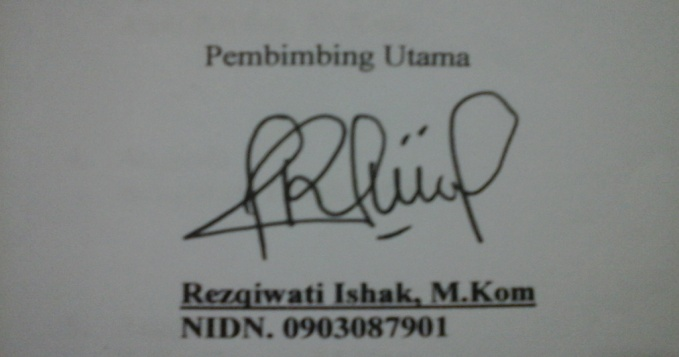 Pembimbing Utama
Rezqiwati Ishak, M.Kom
NIDN. 0903087901